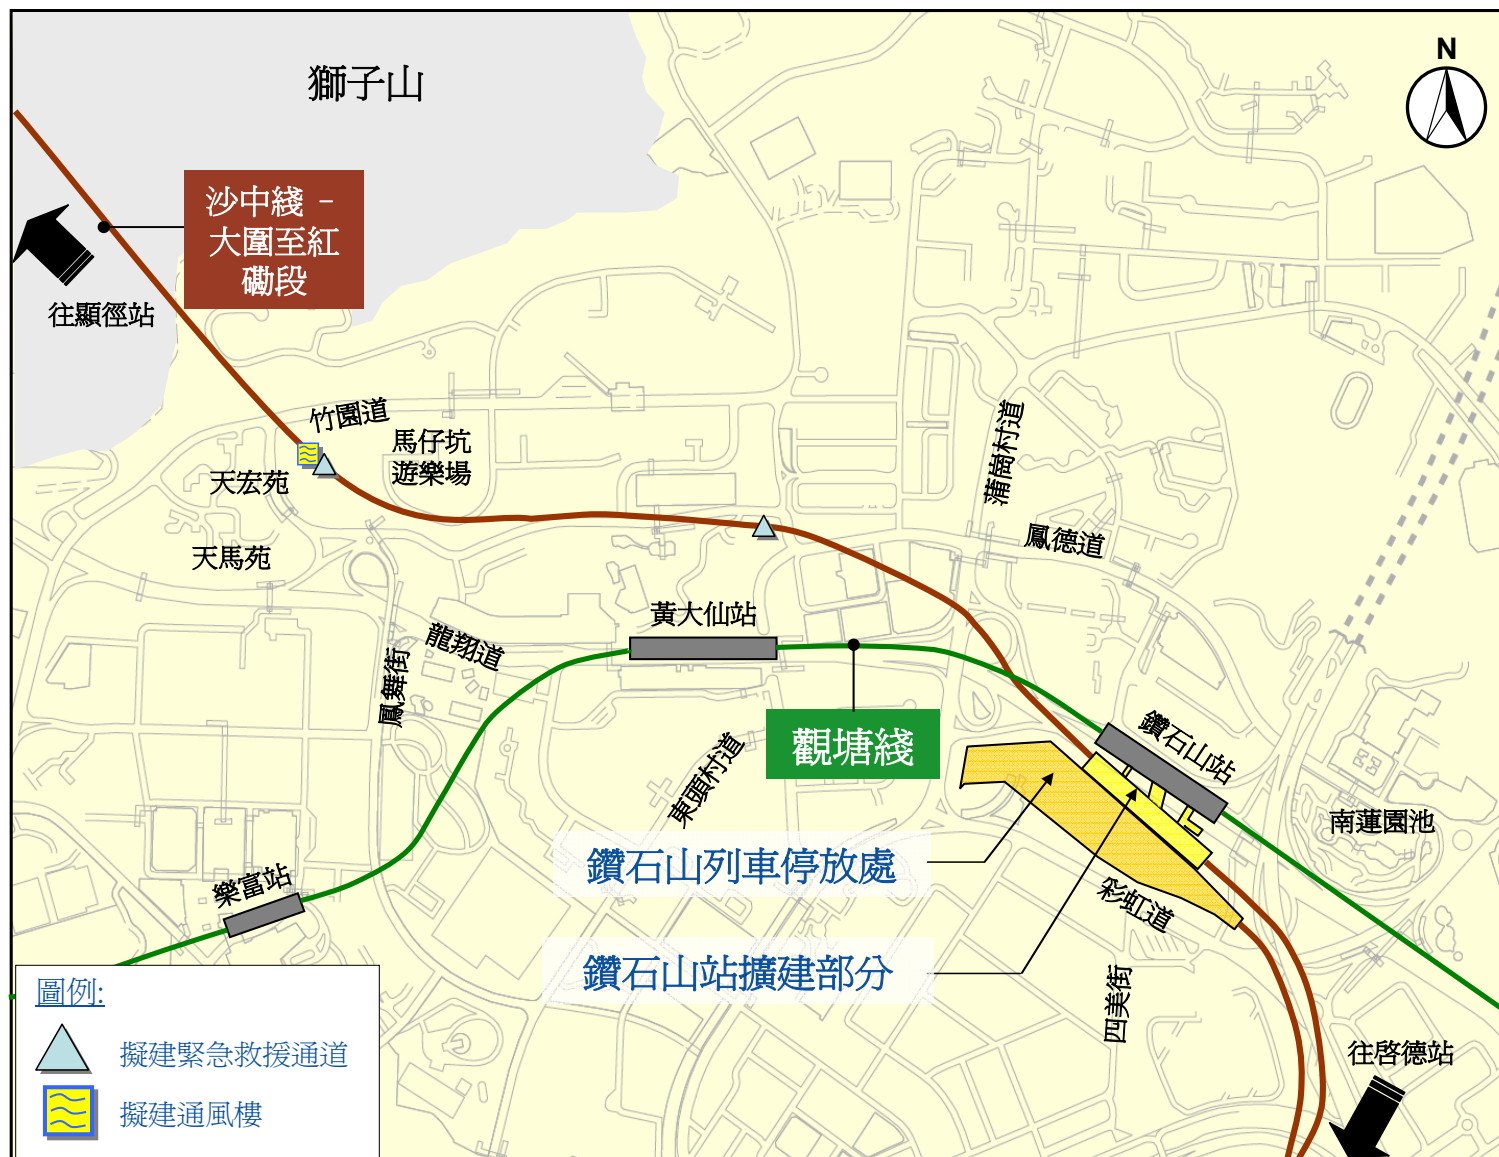 獅子山
N
沙中綫 -
大圍至紅
磡段
往顯徑站
竹園道
馬仔坑
遊樂場
天宏苑
天馬苑
蒲崗村道
鳳德道
黃大仙站
龍翔道
鳳舞街
觀塘綫
鑽石山站
東頭村道
南蓮園池
鑽石山列車停放處
樂富站
彩虹道
鑽石山站擴建部分
四美街
往啓德站
圖例:
擬建緊急救援通道
擬建通風樓